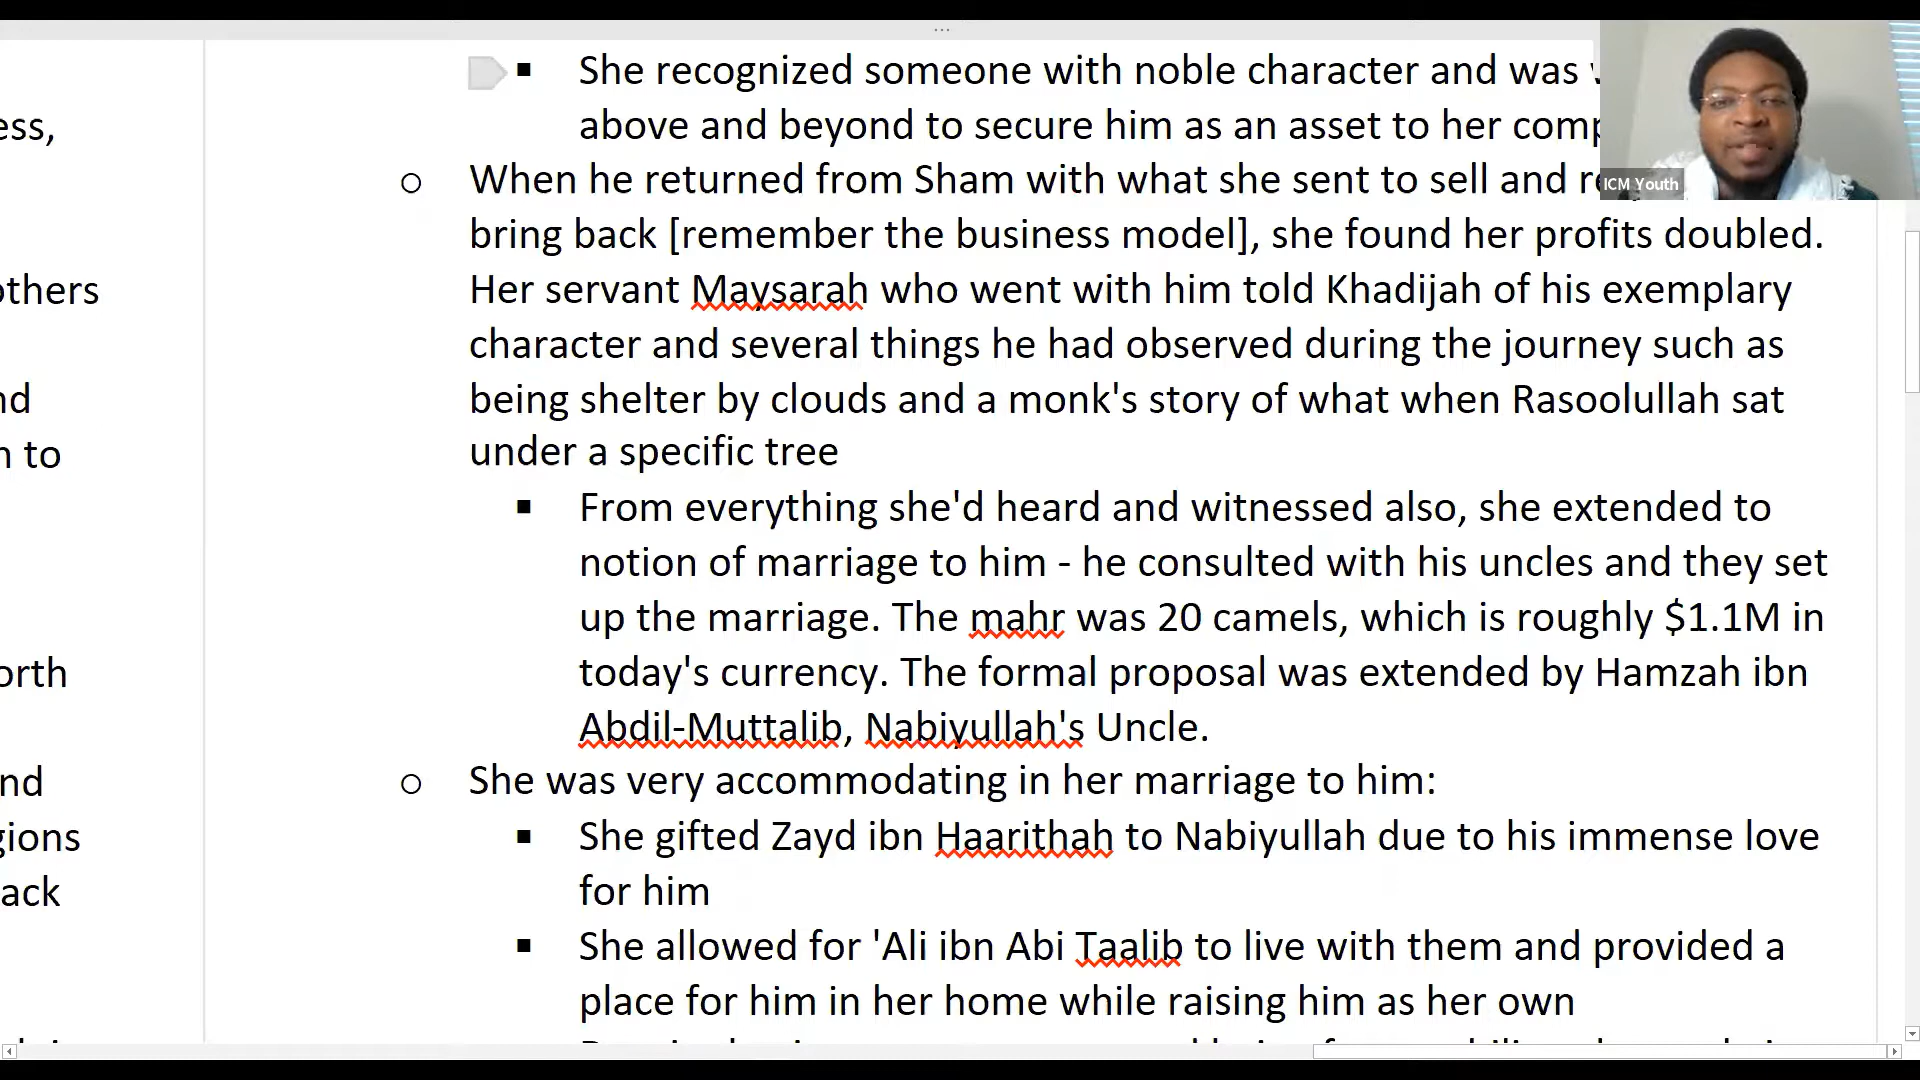 She recognized someone with noble character and was
above and beyond to secure him as an asset to her
When he returned from Sham with what she sent to sell and
ICM Youth
bring back [remember the business model], she found her profits doubled.
Her servant Maysarah who went with him told Khadijah of his exemplary
character and several things he had observed during the journey such as
being shelter by clouds and a monk's story of what when Rasoolullah sat
under a specific tree
From everything she'd heard and witnessed also, she extended to
notion of marriage to him - he consulted with his uncles and they set
up the marriage. The mahr was 20 camels, which is roughly $1.1M in
today's currency. The formal proposal was extended by Hamzah ibn
Abdil-Muttalib, Nabiyullah's Uncle.
She was very accommodating in her marriage to him:
She gifted Zayd ibn Haarithah to Nabiyullah due to his immense love
for him
She allowed for 'Ali ibn Abi Taalib to live with them and provided a
place for him in her home while raising him as her own
ess,
others
nd
n to
orth
nd
gions
ack